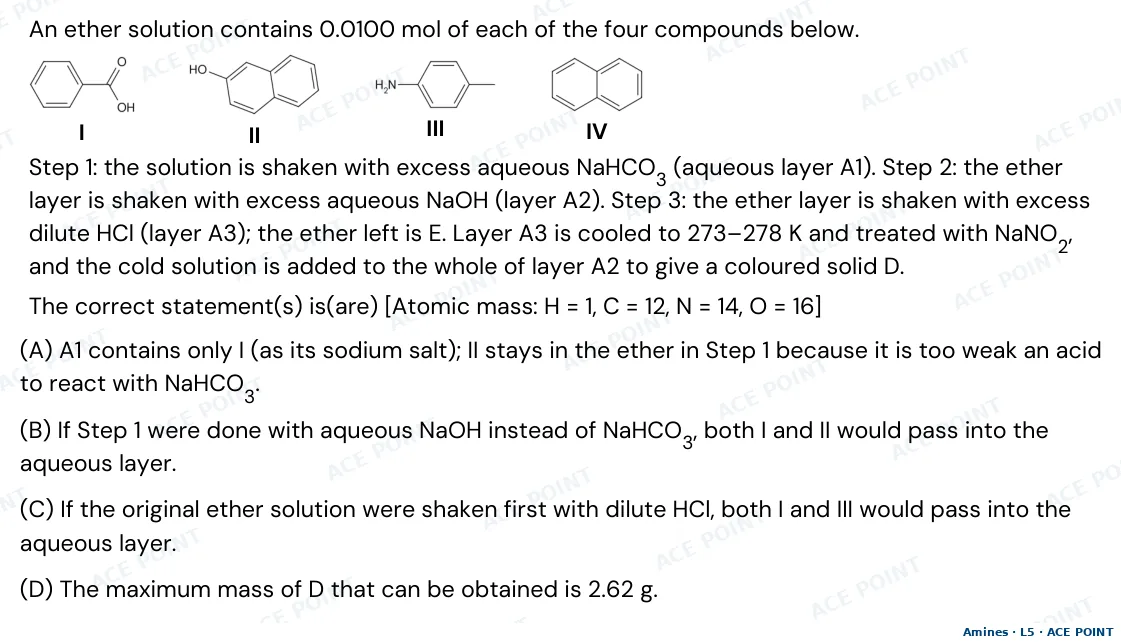 An ether solution contains 0.0100 mol of each of the four compounds below.
O
OH
I
HO
II
H₂N
III
IV
Step 1: the solution is shaken with excess aqueous NaHCO₃ (aqueous layer A1). Step 2: the ether
layer is shaken with excess aqueous NaOH (layer A2). Step 3: the ether layer is shaken with excess
dilute HCl (layer A3); the ether left is E. Layer A3 is cooled to 273–278 K and treated with NaNO₂,
and the cold solution is added to the whole of layer A2 to give a coloured solid D.
The correct statement(s) is(are) [Atomic mass: H = 1, C = 12, N = 14, O = 16]
(A) A1 contains only I (as its sodium salt); II stays in the ether in Step 1 because it is too weak an acid
to react with NaHCO₃.
(B) If Step 1 were done with aqueous NaOH instead of NaHCO₃, both I and II would pass into the
aqueous layer.
(C) If the original ether solution were shaken first with dilute HCl, both I and III would pass into the
aqueous layer.
(D) The maximum mass of D that can be obtained is 2.62 g.
Amines · L5 · ACE POINT
ACE POINT